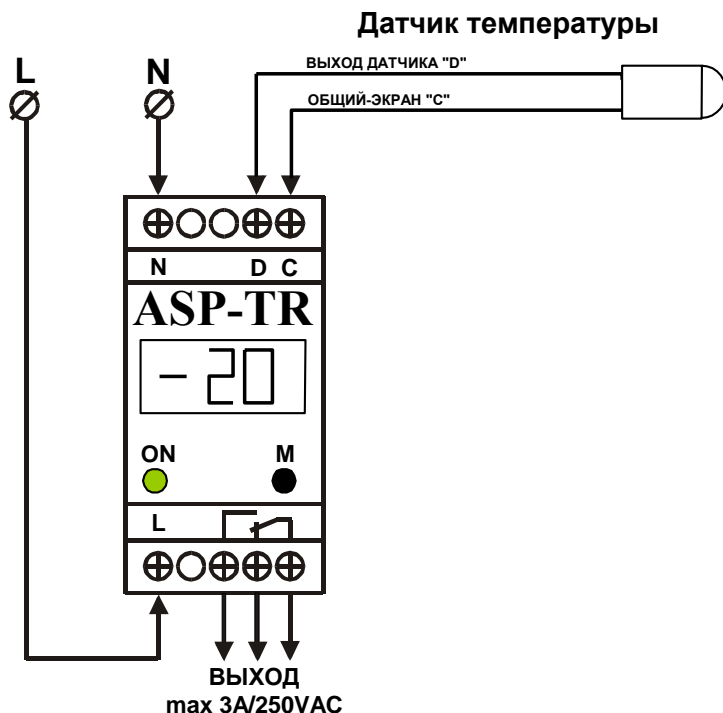 Датчик температуры
L N
ВЫХОД ДАТЧИКА "D"
ОБЩИЙ-ЭКРАН "С"
N D C
ASP-TR
- 20
ON M
L
ВЫХОД
max 3A/250VAC